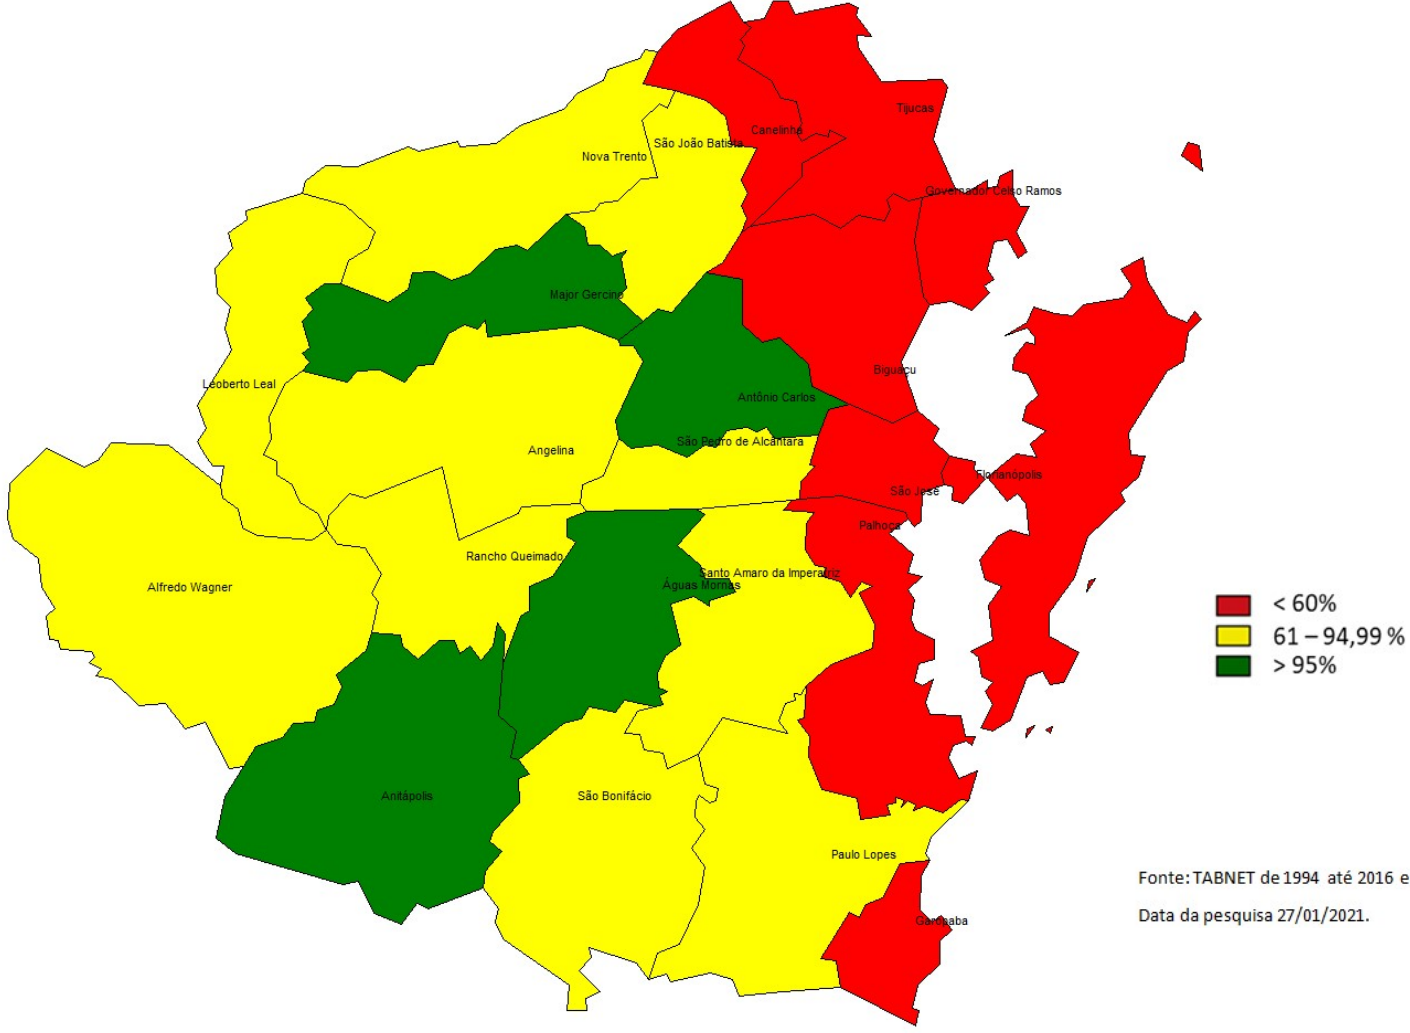 Tijucas
Canelinha
São João Batista
Nova Trento
Governador Celso Ramos
Major Gercino
Biguaçu
Leoberto Leal
Antônio Carlos
São Pedro de Alcântara
Angelina
Florianópolis
São José
Palhoça
Rancho Queimado
Santo Amaro da Imperatriz
Águas Mornas
Alfredo Wagner
< 60%
61 – 94,99 %
> 95%
Anitápolis
São Bonifácio
Paulo Lopes
Fonte: TABNET de 1994 até 2016 e
Data da pesquisa 27/01/2021.
Garopaba